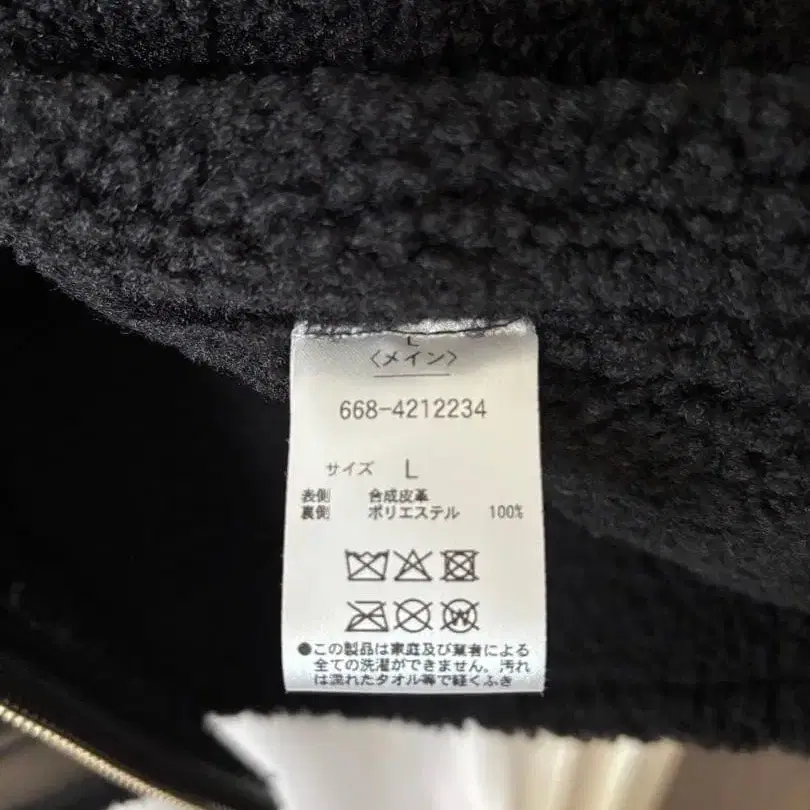 L
〈メイン〉
668-4212234
サイズ L
表側 合成皮革
裏側 ポリエステル 100%
●この製品は家庭及び業者による
全ての洗濯ができません。汚れ
は濡れたタオル等で軽くふき